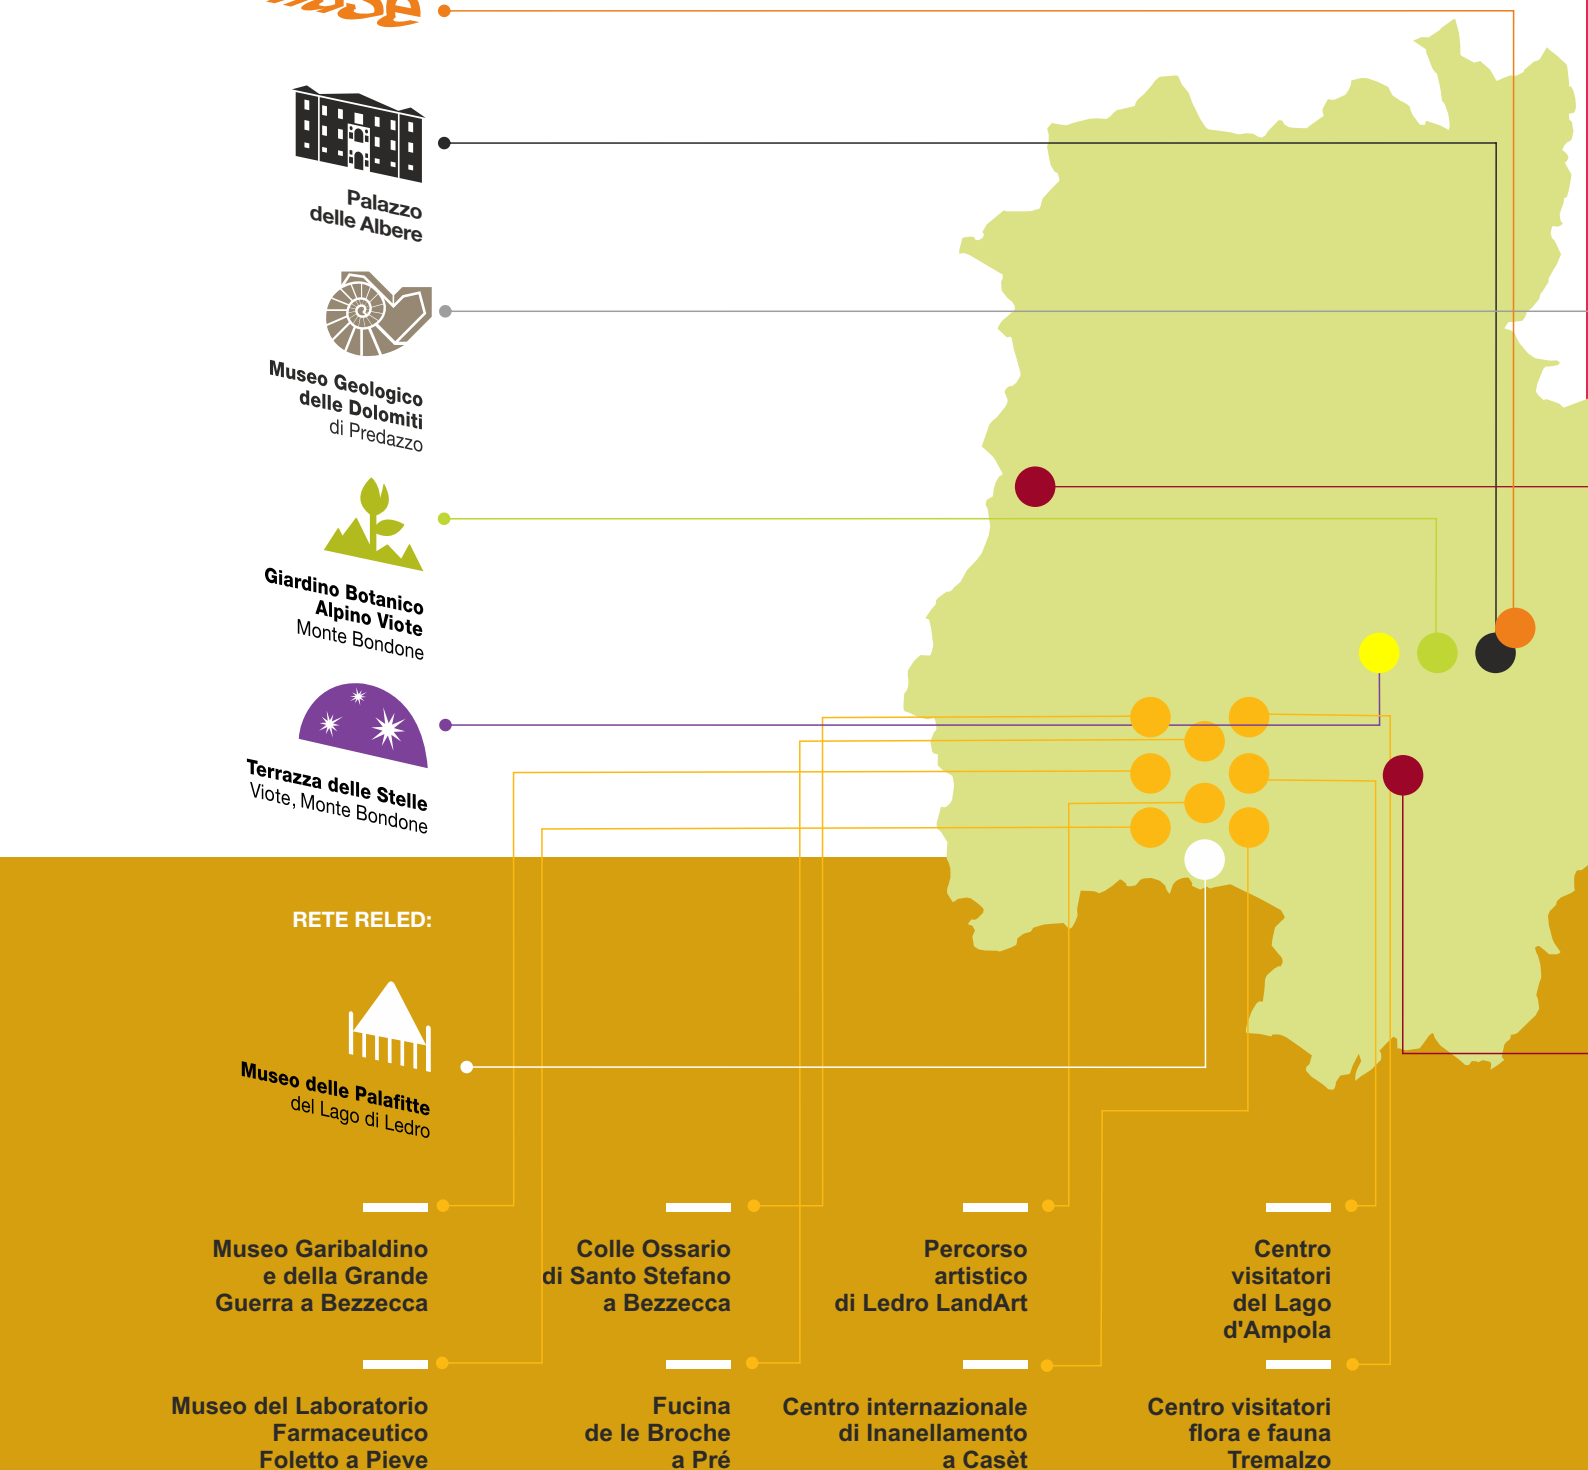 Palazzo
delle Albere
Museo Geologico
delle Dolomiti
di Predazzo
Giardino Botanico
Alpino Viote
Monte Bondone
Terrazza delle Stelle
Viote, Monte Bondone
RETE RELED:
Museo delle Palafitte
del Lago di Ledro
Museo Garibaldino
e della Grande
Guerra a Bezzecca
Colle Ossario
di Santo Stefano
a Bezzecca
Percorso
artistico
di Ledro LandArt
Centro
visitatori
del Lago
d'Ampola
Museo del Laboratorio
Farmaceutico
Foletto a Pieve
Fucina
de le Broche
a Pré
Centro internazionale
di Inanellamento
a Casèt
Centro visitatori
flora e fauna
Tremalzo